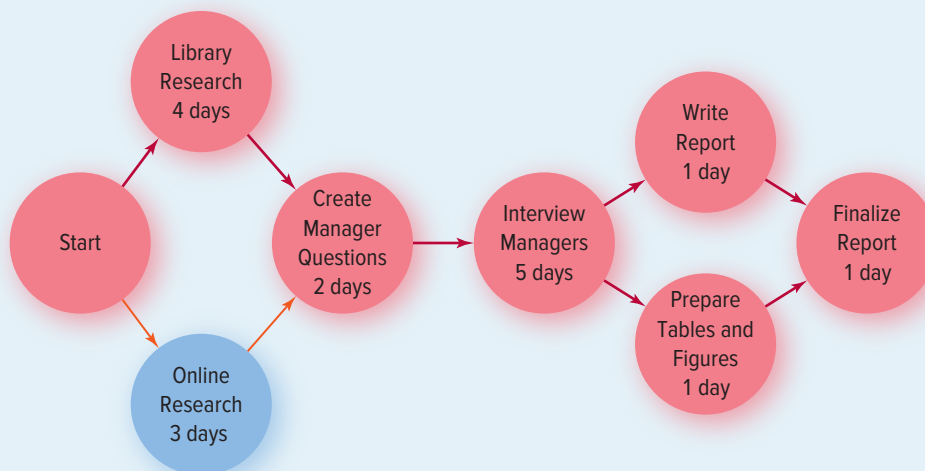 Start
Library
Research
4 days
Online
Research
3 days
Create
Manager
Questions
2 days
Interview
Managers
5 days
Write
Report
1 day
Prepare
Tables and
Figures
1 day
Finalize
Report
1 day